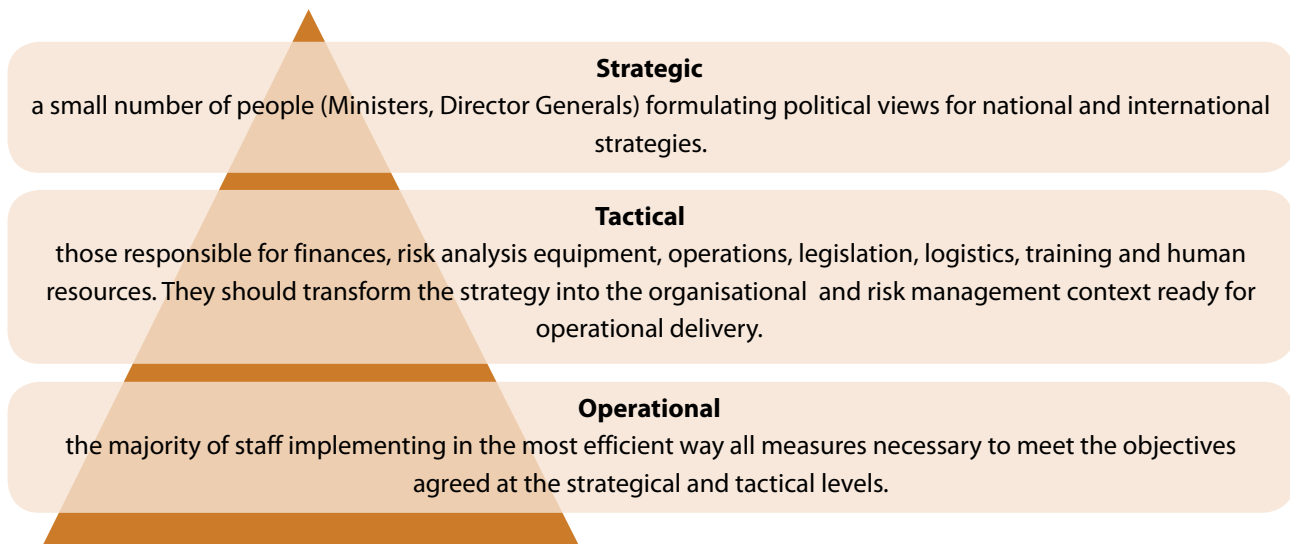 Strategic
a small number of people (Ministers, Director Generals) formulating political views for national and international
strategies.
Tactical
those responsible for finances, risk analysis equipment, operations, legislation, logistics, training and human
resources. They should transform the strategy into the organisational  and risk management context ready for
operational delivery.
Operational
the majority of staff implementing in the most efficient way all measures necessary to meet the objectives
agreed at the strategical and tactical levels.